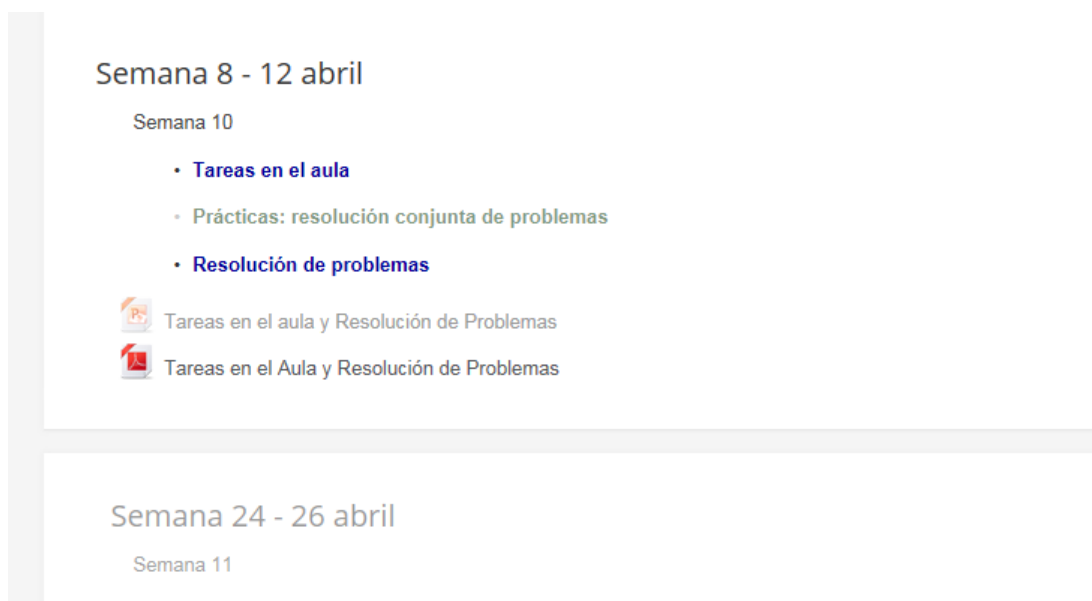 Semana 8 - 12 abril
Semana 10
• Tareas en el aula
• Prácticas: resolución conjunta de problemas
• Resolución de problemas
Tareas en el aula y Resolución de Problemas
Tareas en el Aula y Resolución de Problemas
Semana 24 - 26 abril
Semana 11